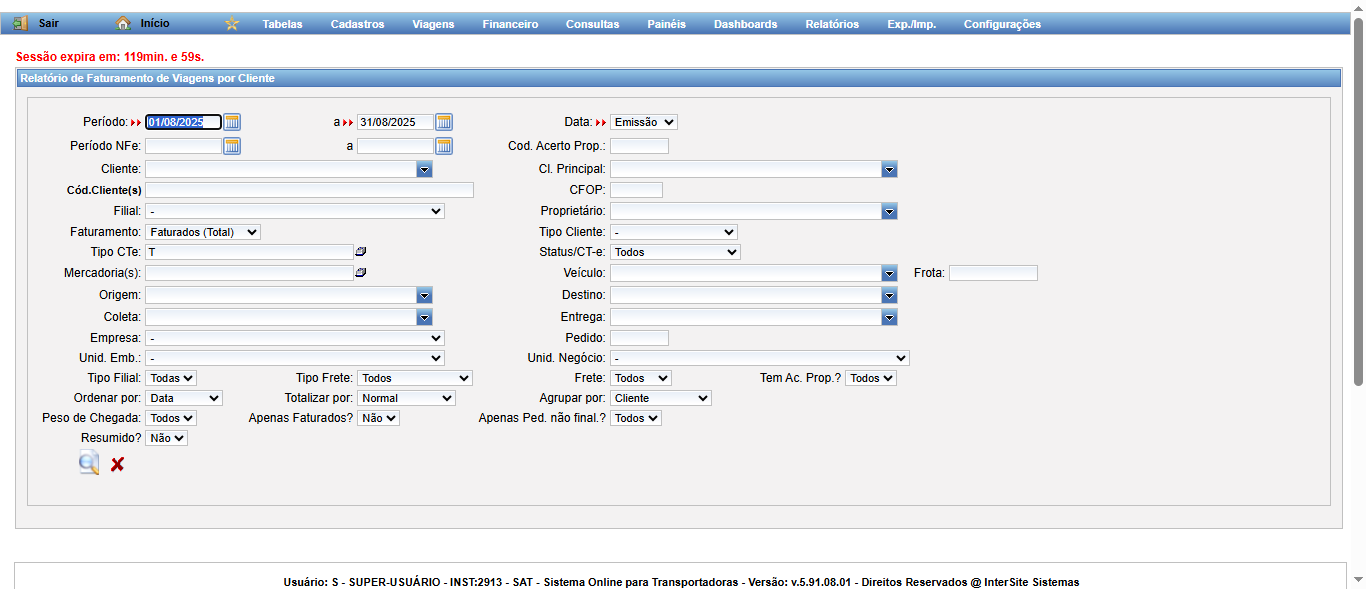 Sair Início Tabelas Cadastros Viagens Financeiro Consultas Painéis Dashboards Relatórios Exp./Imp. Configurações
Sessão expira em: 119min. e 59s.
Relatório de Faturamento de Viagens por Cliente
Período: 01/08/2025 a 31/08/2025 Data: Emissão
Período NFe: a Cod. Acerto Prop.:
Cliente: Cl. Principal:
Cód.Cliente(s) CFOP:
Filial: - Proprietário:
Faturamento: Faturados (Total) Tipo Cliente: -
Tipo CTe: T Status/CT-e: Todos
Mercadoria(s): Veículo: Frota:
Origem: Destino:
Coleta: Entrega:
Empresa: - Pedido:
Unid. Emb.: - Unid. Negócio: -
Tipo Filial: Todas Tipo Frete: Todos Frete: Todos Tem Ac. Prop.? Todos
Ordenar por: Data Totalizar por: Normal Agrupar por: Cliente
Peso de Chegada: Todos Apenas Faturados? Não Apenas Ped. não final.? Todos
Resumido? Não
Usuário: S - SUPER-USUÁRIO - INST:2913 - SAT - Sistema Online para Transportadoras - Versão: v.5.91.08.01 - Direitos Reservados @ InterSite Sistemas